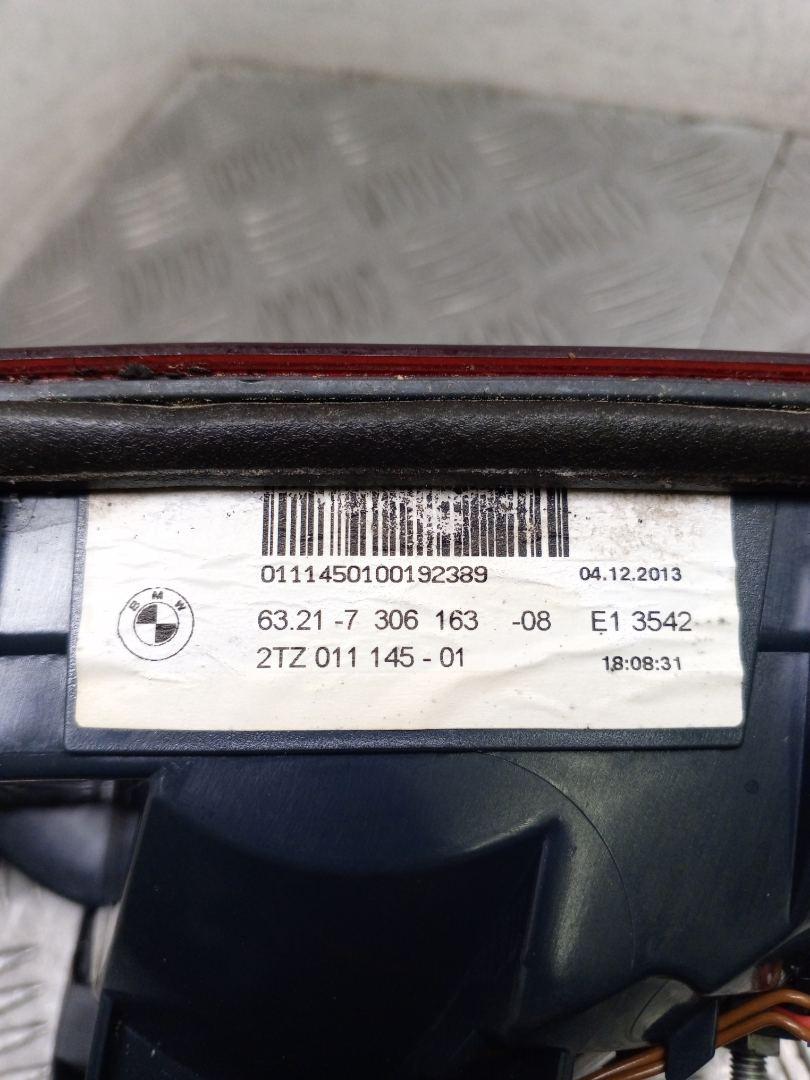 0111450100192389 04.12.2013
BMW 63.21-7 306 163 -08 E1 3542
2TZ 011 145-01 18:08:31